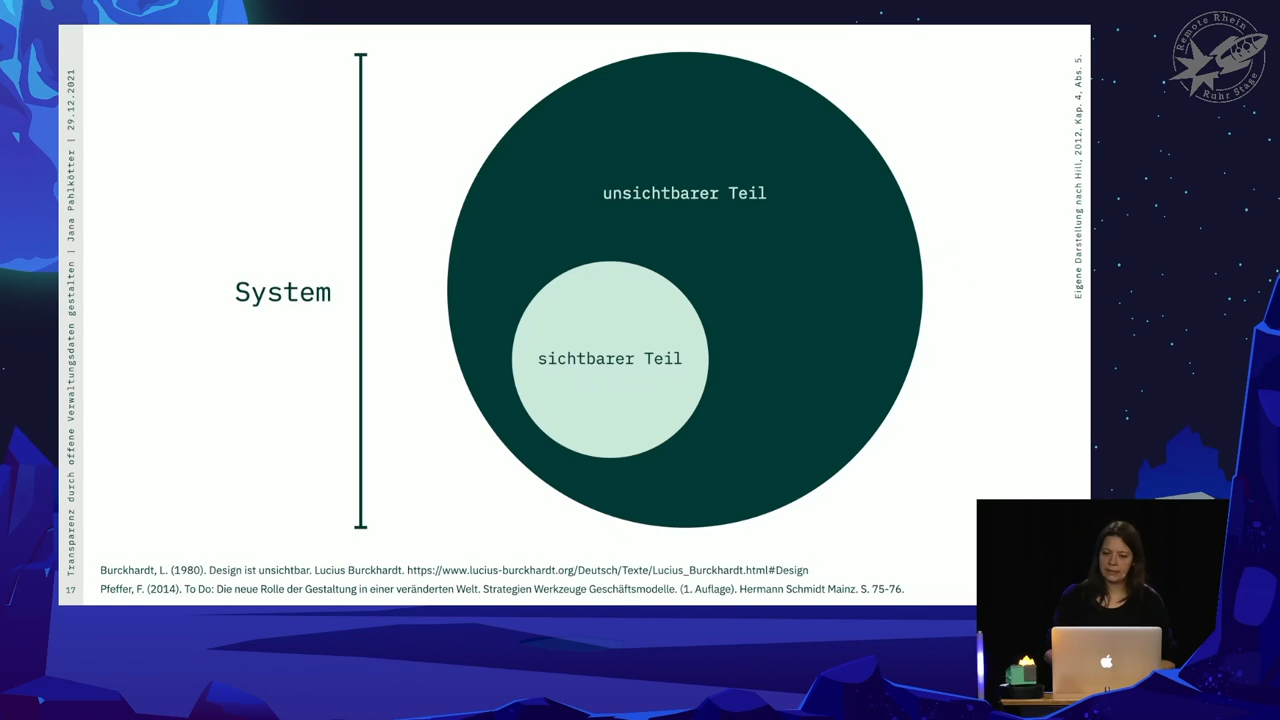 Transparenz durch offene Verwaltungsdaten gestalten | Jana Pahlkötter | 29.12.2021
17
System
unsichtbarer Teil
sichtbarer Teil
Eigene Darstellung nach Hill, 2012, Kap. 4, Abs. 5.
Burckhardt, L. (1980). Design ist unsichtbar. Lucius Burckhardt. https://www.lucius-burckhardt.org/Deutsch/Texte/Lucius_Burckhardt.html#Design
Pfeffer, F. (2014). To Do: Die neue Rolle der Gestaltung in einer veränderten Welt. Strategien Werkzeuge Geschäftsmodelle. (1. Auflage). Hermann Schmidt Mainz. S. 75-76.
Remote Rhein
Ruhr Stage